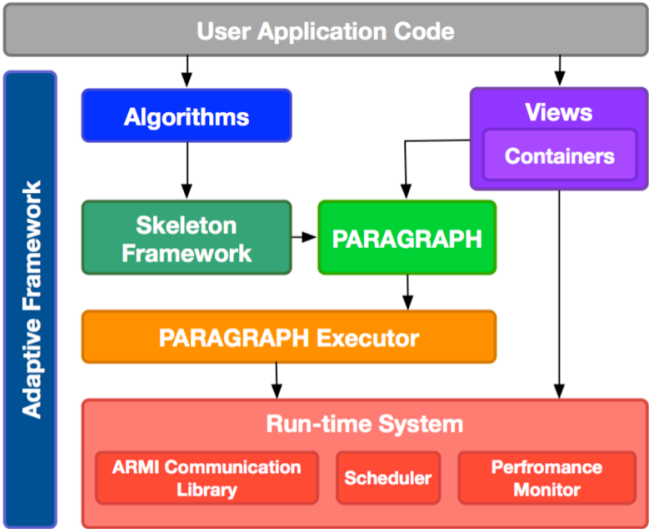 User Application Code
Adaptive Framework
Algorithms
Views
Containers
Skeleton
Framework
PARAGRAPH
PARAGRAPH Executor
Run-time System
ARMI Communication
Library
Scheduler
Perfromance
Monitor